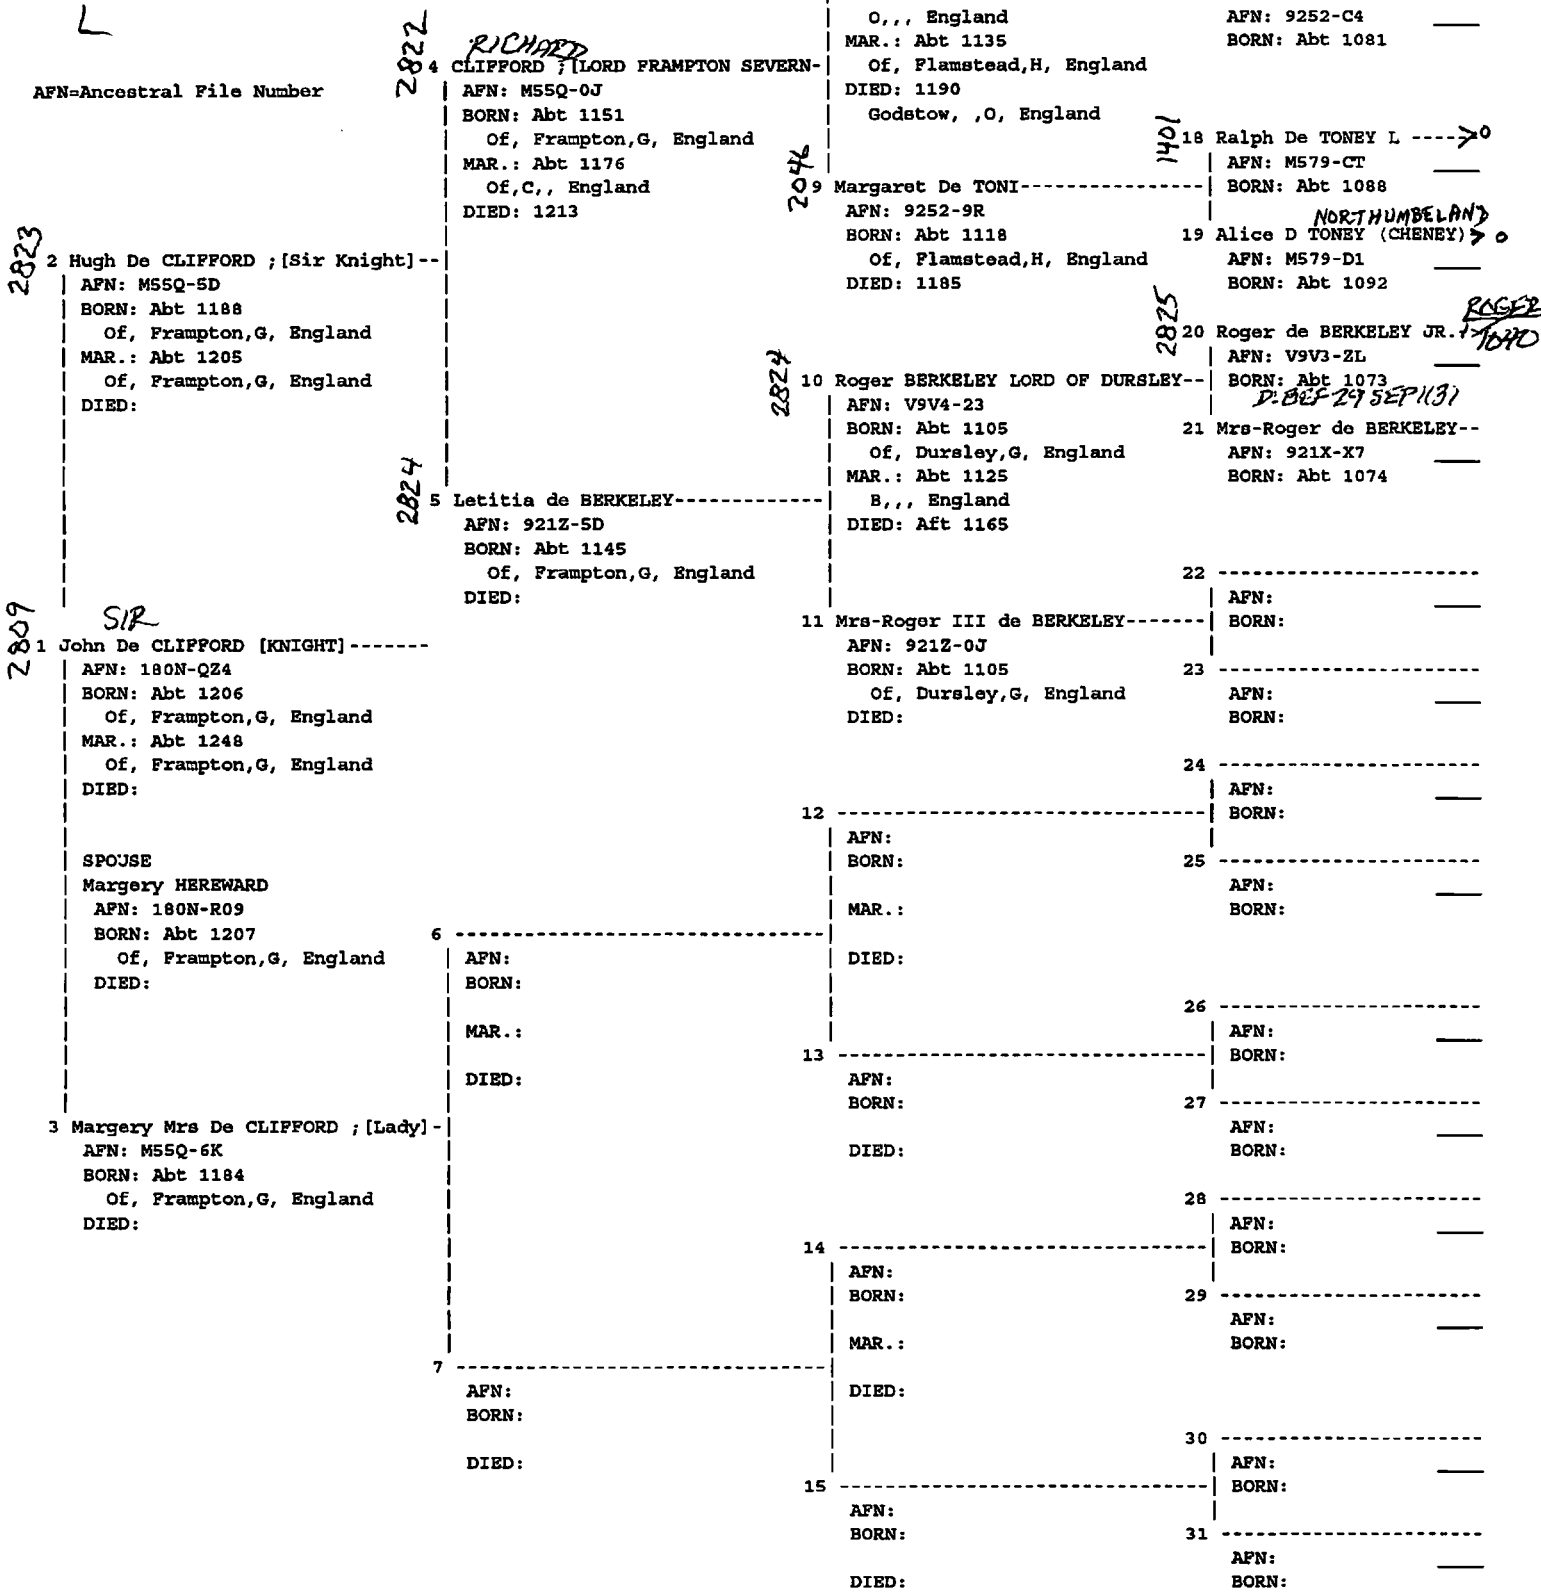 L
AFN=Ancestral File Number
2822
RICHARD
4 CLIFFORD ;[LORD FRAMPTON SEVERN-
AFN: M55Q-0J
BORN: Abt 1151
Of, Frampton,G, England
MAR.: Abt 1176
Of,C,, England
DIED: 1213
O,,, England
MAR.: Abt 1135
Of, Flamstead,H, England
DIED: 1190
Godstow, ,O, England
AFN: 9252-C4
BORN: Abt 1081
1401
18 Ralph De TONEY L ---->0
AFN: M579-CT
BORN: Abt 1088
2046
9 Margaret De TONI---------------
AFN: 9252-9R
BORN: Abt 1118
Of, Flamstead,H, England
DIED: 1185
NORTHUMBELAND
19 Alice D TONEY (CHENEY)> 0
AFN: M579-D1
BORN: Abt 1092
2823
2 Hugh De CLIFFORD ;[Sir Knight]--
AFN: M55Q-5D
BORN: Abt 1188
Of, Frampton,G, England
MAR.: Abt 1205
Of, Frampton,G, England
DIED:
2825
ROGER
20 Roger de BERKELEY JR.
1040
AFN: V9V3-ZL
BORN: Abt 1073
D: BEF 29 SEP 1131
2824
10 Roger BERKELEY LORD OF DURSLEY--
AFN: V9V4-23
BORN: Abt 1105
Of, Dursley,G, England
MAR.: Abt 1125
B,,, England
DIED: Aft 1165
21 Mrs-Roger de BERKELEY--
AFN: 921X-X7
BORN: Abt 1074
2824
5 Letitia de BERKELEY-------------
AFN: 921Z-5D
BORN: Abt 1145
Of, Frampton,G, England
DIED:
22 ----------------------
AFN:
BORN:
11 Mrs-Roger III de BERKELEY-------
AFN: 921Z-0J
BORN: Abt 1105
Of, Dursley,G, England
DIED:
23 ----------------------
AFN:
BORN:
2809
SIR
1 John De CLIFFORD [KNIGHT]-------
AFN: 180N-QZ4
BORN: Abt 1206
Of, Frampton,G, England
MAR.: Abt 1248
Of, Frampton,G, England
DIED:
SPOUSE
Margery HEREWARD
AFN: 180N-R09
BORN: Abt 1207
Of, Frampton,G, England
DIED:
24 ----------------------
AFN:
BORN:
12 --------------------------------
AFN:
BORN:
MAR.:
DIED:
25 ----------------------
AFN:
BORN:
6 --------------------------------
AFN:
BORN:
MAR.:
DIED:
26 ----------------------
AFN:
BORN:
13 --------------------------------
AFN:
BORN:
DIED:
27 ----------------------
AFN:
BORN:
3 Margery Mrs De CLIFFORD ;[Lady]-
AFN: M55Q-6K
BORN: Abt 1184
Of, Frampton,G, England
DIED:
28 ----------------------
AFN:
BORN:
14 --------------------------------
AFN:
BORN:
MAR.:
DIED:
29 ----------------------
AFN:
BORN:
7 --------------------------------
AFN:
BORN:
DIED:
30 ----------------------
AFN:
BORN:
15 --------------------------------
AFN:
BORN:
DIED:
31 ----------------------
AFN:
BORN: